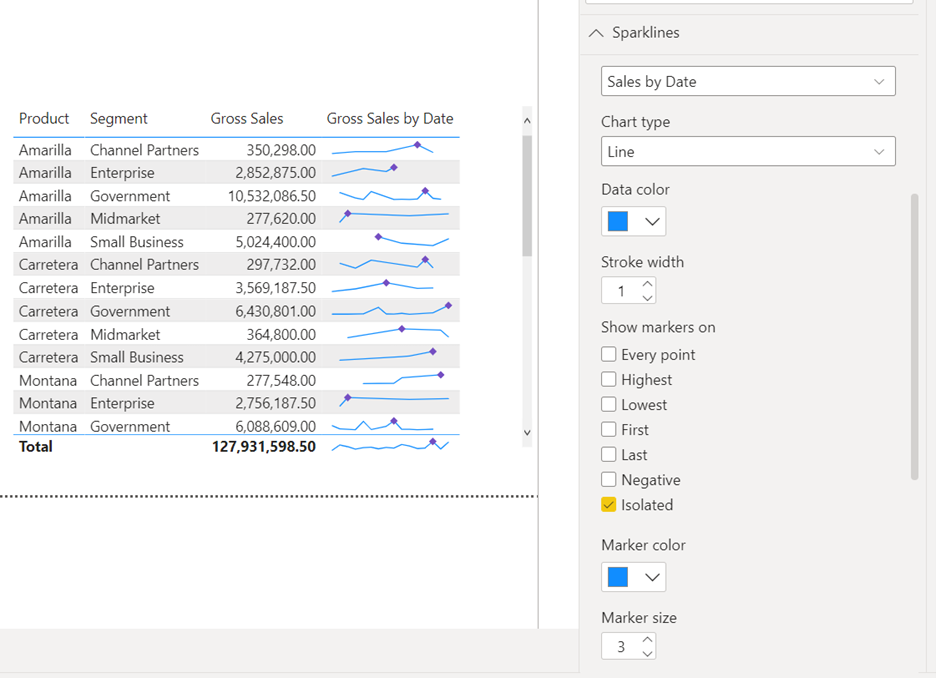 Product Segment Gross Sales Gross Sales by Date
Amarilla Channel Partners 350,298.00
Amarilla Enterprise 2,852,875.00
Amarilla Government 10,532,086.50
Amarilla Midmarket 277,620.00
Amarilla Small Business 5,024,400.00
Carretera Channel Partners 297,732.00
Carretera Enterprise 3,569,187.50
Carretera Government 6,430,801.00
Carretera Midmarket 364,800.00
Carretera Small Business 4,275,000.00
Montana Channel Partners 277,548.00
Montana Enterprise 2,756,187.50
Montana Government 6,088,609.00
Total 127,931,598.50
Sparklines
Sales by Date
Chart type
Line
Data color
Stroke width
1
Show markers on
Every point
Highest
Lowest
First
Last
Negative
Isolated
Marker color
Marker size
3